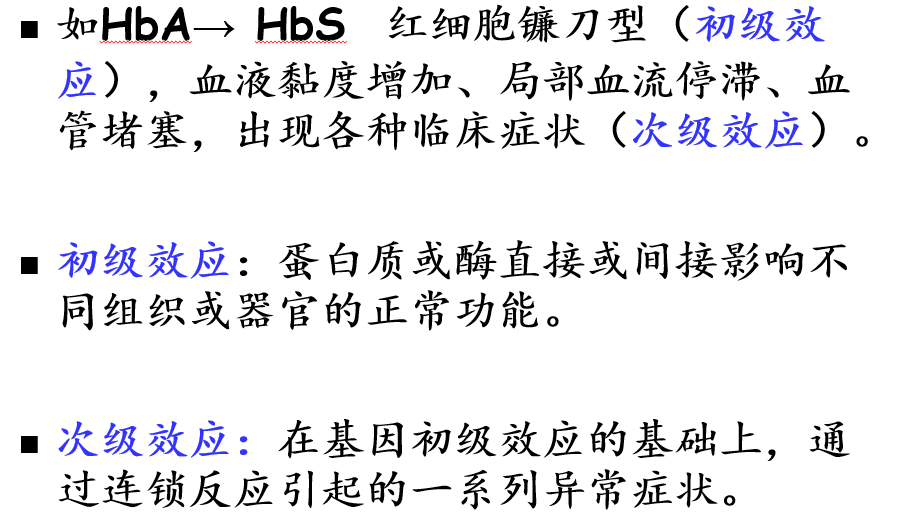 ■ 如HbA→ HbS 红细胞镰刀型（初级效
应），血液黏度增加、局部血流停滞、血
管堵塞，出现各种临床症状（次级效应）。
■ 初级效应：蛋白质或酶直接或间接影响不
同组织或器官的正常功能。
■ 次级效应：在基因初级效应的基础上，通
过连锁反应引起的一系列异常症状。